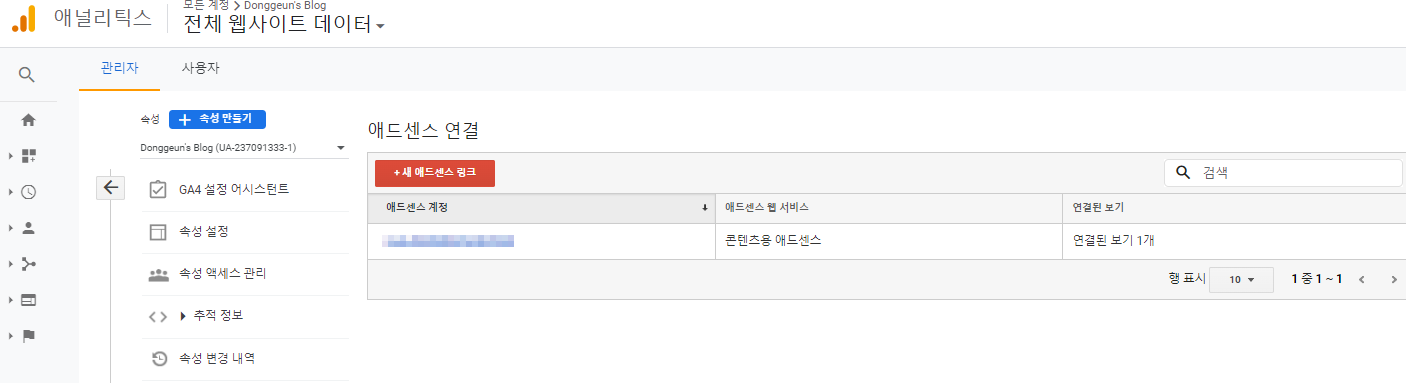 애널리틱스
모든 계정 > Donggeun's Blog
전체 웹사이트 데이터
관리자 사용자
속성 + 속성 만들기
Donggeun's Blog (UA-237091333-1)
GA4 설정 어시스턴트
속성 설정
속성 액세스 관리
추적 정보
속성 변경 내역
애드센스 연결
+ 새 애드센스 링크
검색
애드센스 계정 애드센스 웹 서비스 연결된 보기
콘텐츠용 애드센스 연결된 보기 1개
행 표시 10 1 중 1 ~ 1